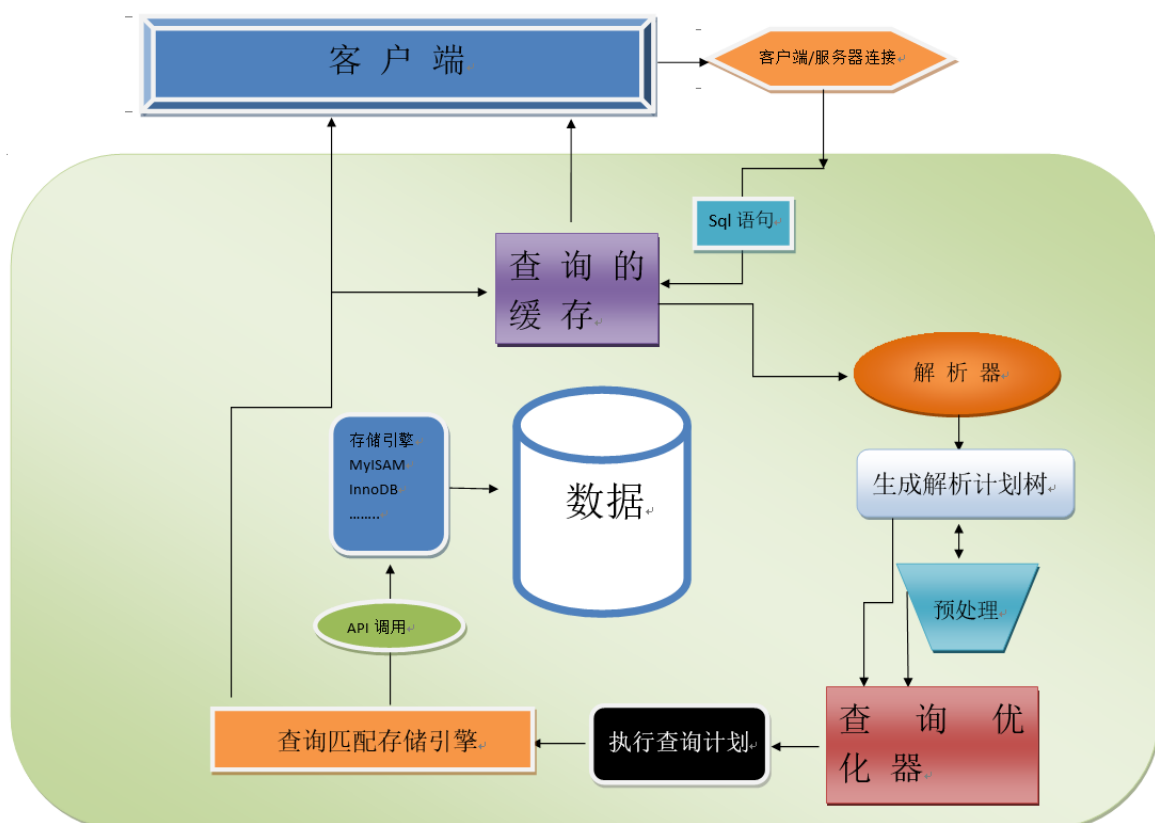 客 户 端
客户端/服务器连接
Sql 语句
查 询 的
缓 存
解 析 器
存储引擎
MyISAM
InnoDB
……..
数据
生成解析计划树
预处理
API 调用
查 询 优
化 器
执行查询计划
查询匹配存储引擎